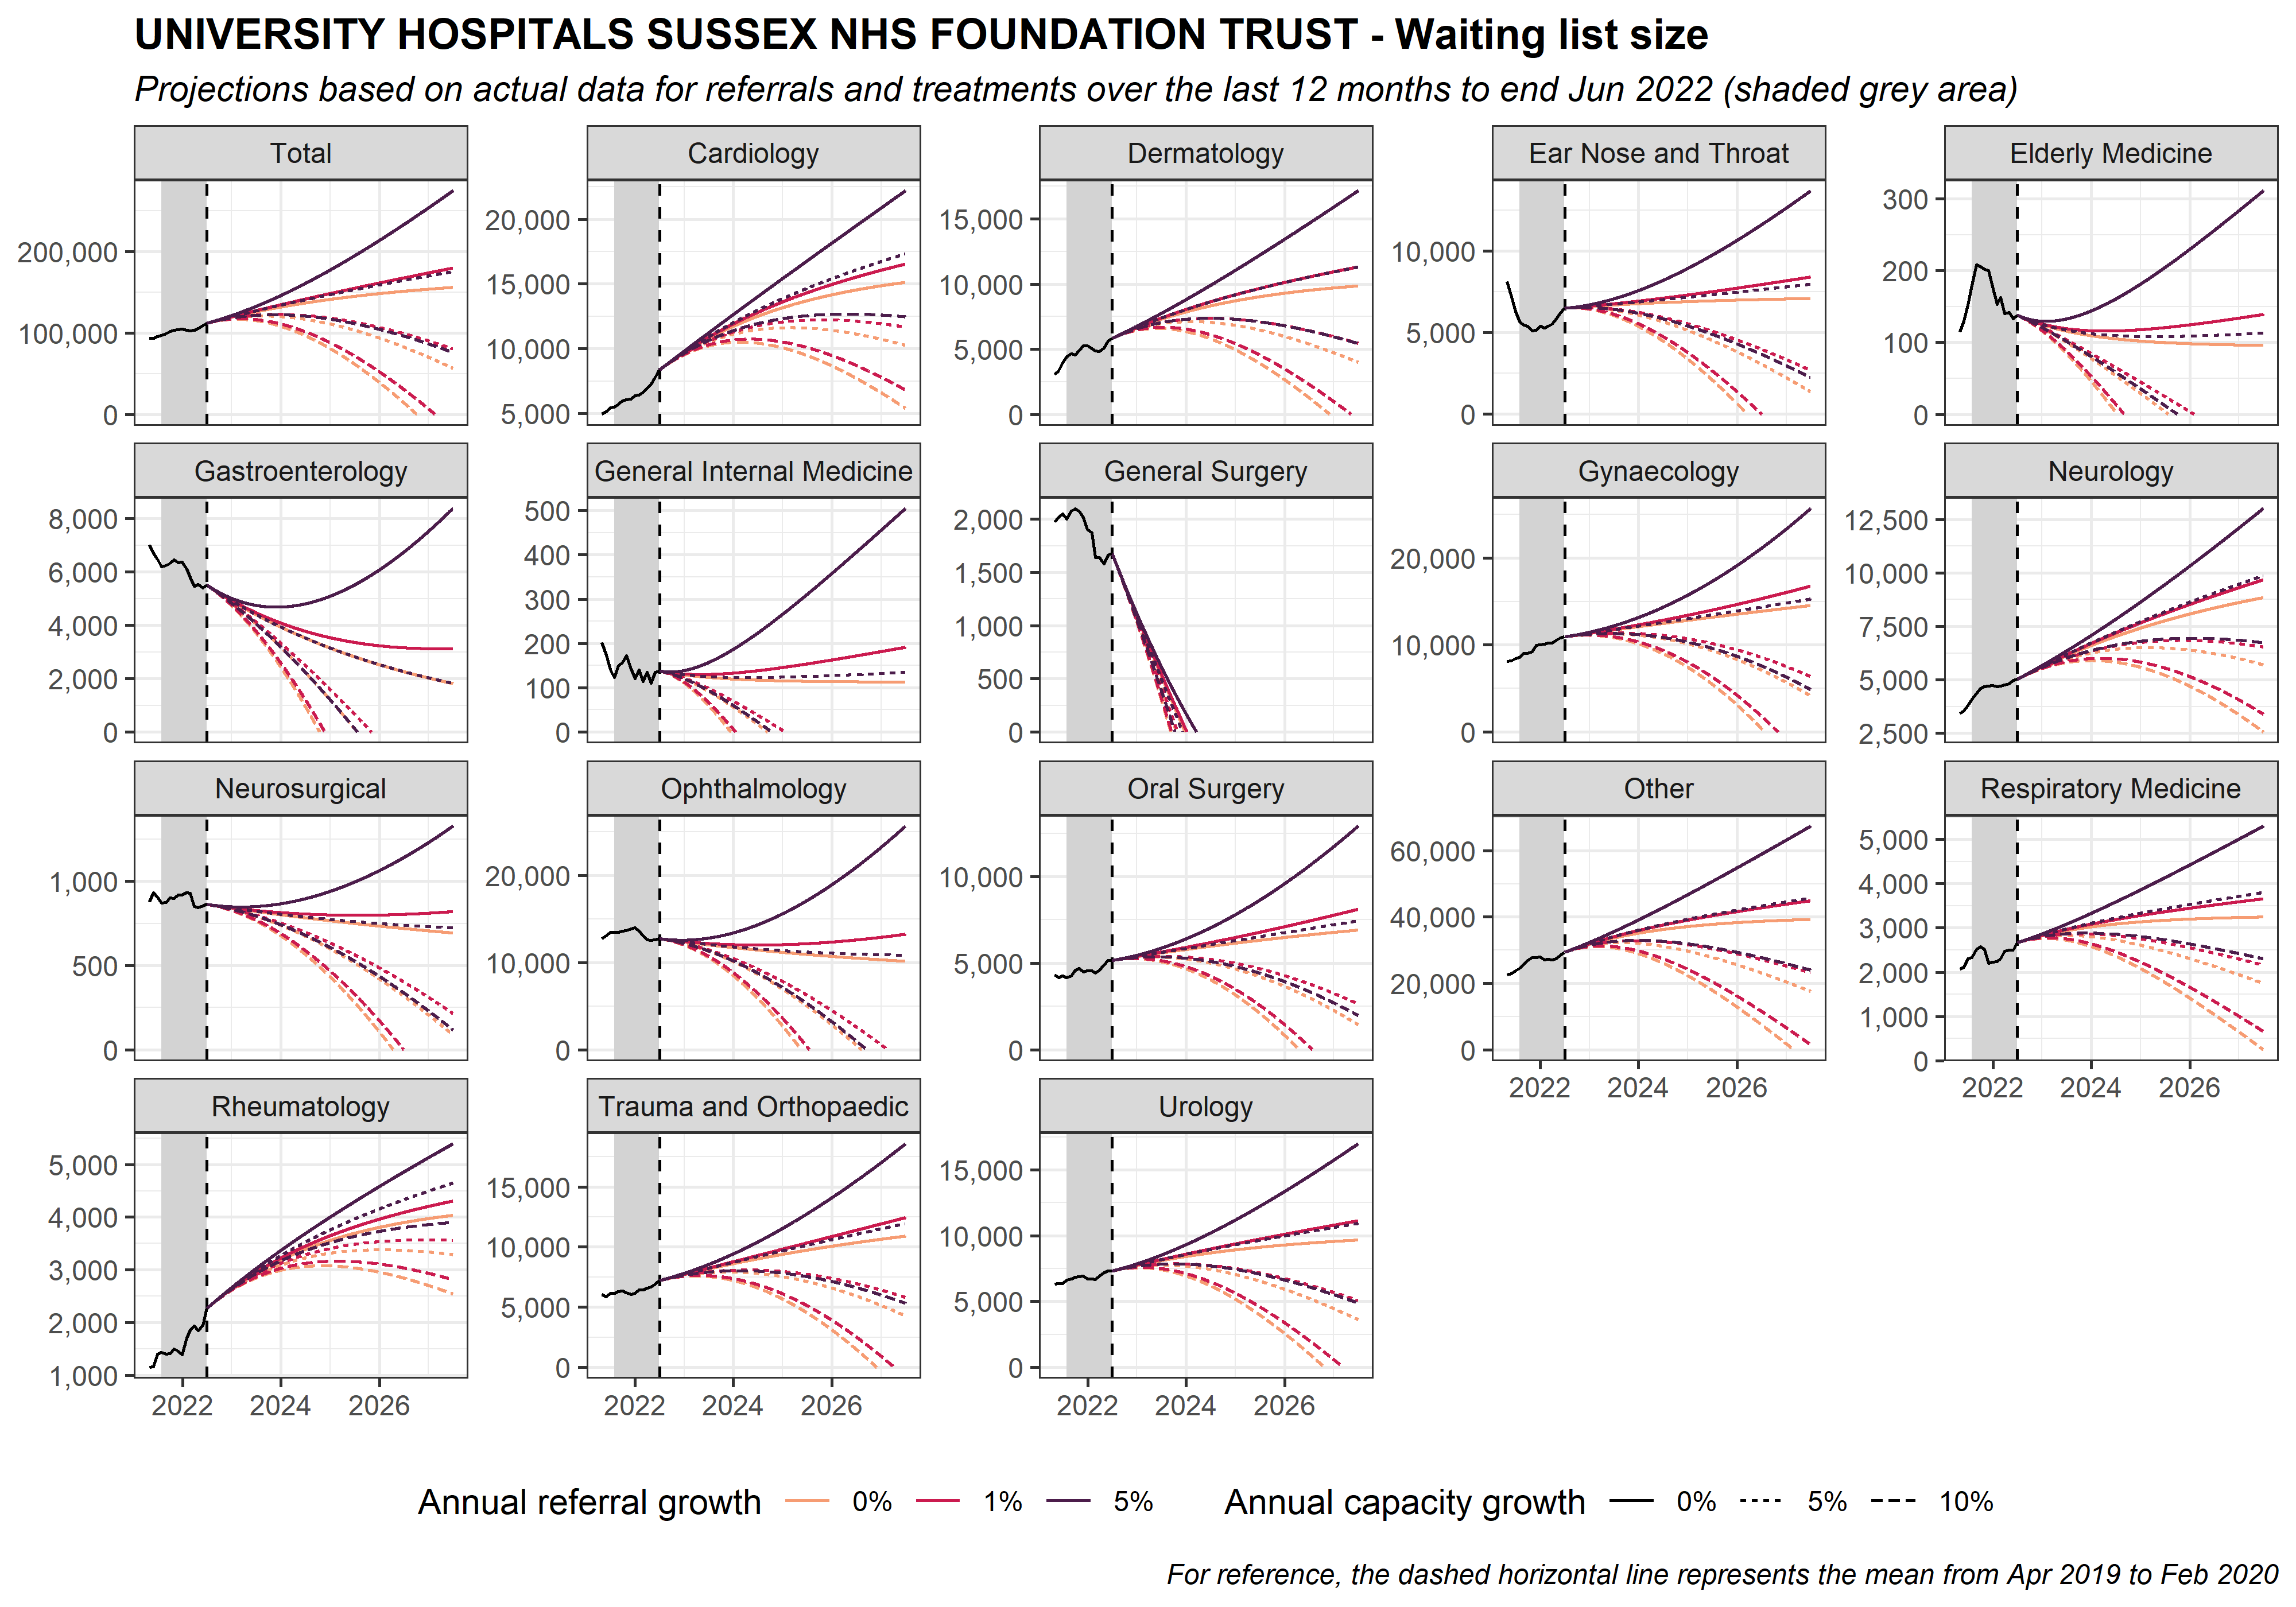 UNIVERSITY HOSPITALS SUSSEX NHS FOUNDATION TRUST - Waiting list size
Projections based on actual data for referrals and treatments over the last 12 months to end Jun 2022 (shaded grey area)
Total
200,000
100,000
0
Cardiology
20,000
15,000
10,000
5,000
Dermatology
15,000
10,000
5,000
0
Ear Nose and Throat
10,000
5,000
0
Elderly Medicine
300
200
100
0
Gastroenterology
8,000
6,000
4,000
2,000
0
General Internal Medicine
500
400
300
200
100
0
General Surgery
2,000
1,500
1,000
500
0
Gynaecology
20,000
10,000
0
Neurology
12,500
10,000
7,500
5,000
2,500
Neurosurgical
1,000
500
0
Ophthalmology
20,000
10,000
0
Oral Surgery
10,000
5,000
0
Other
60,000
40,000
20,000
0
2022 2024 2026
Respiratory Medicine
5,000
4,000
3,000
2,000
1,000
0
2022 2024 2026
Rheumatology
5,000
4,000
3,000
2,000
1,000
2022 2024 2026
Trauma and Orthopaedic
15,000
10,000
5,000
0
2022 2024 2026
Urology
15,000
10,000
5,000
0
2022 2024 2026
Annual referral growth 0% 1% 5% Annual capacity growth 0% 5% 10%
For reference, the dashed horizontal line represents the mean from Apr 2019 to Feb 2020